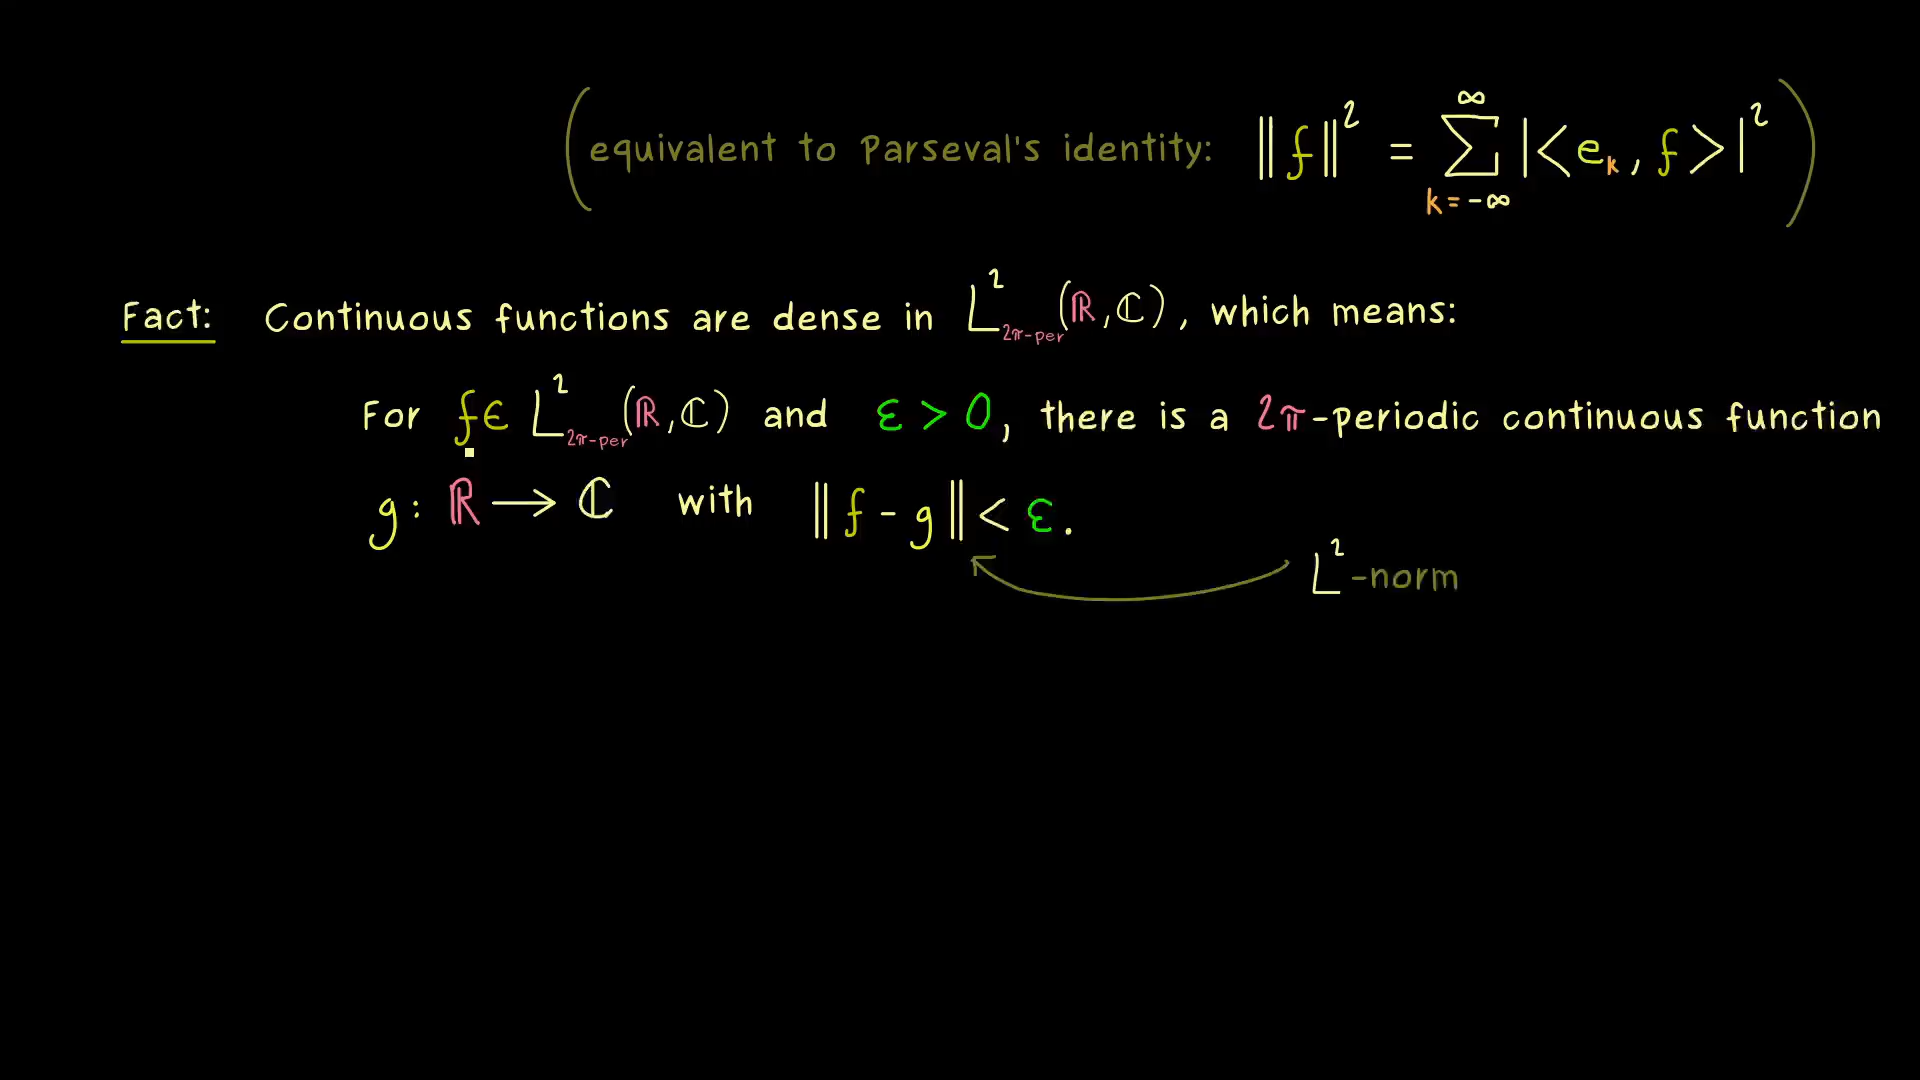 (equivalent to Parseval's identity: ‖f‖² = ∑_{k=-∞}^{∞} |<e_k, f>|²)
Fact: Continuous functions are dense in L²_{2π-per}(ℝ,ℂ), which means:
For f ∈ L²_{2π-per}(ℝ,ℂ) and ε > 0, there is a 2π-periodic continuous function
g: ℝ ⟶ ℂ with ‖f - g‖ < ε.
L²-norm